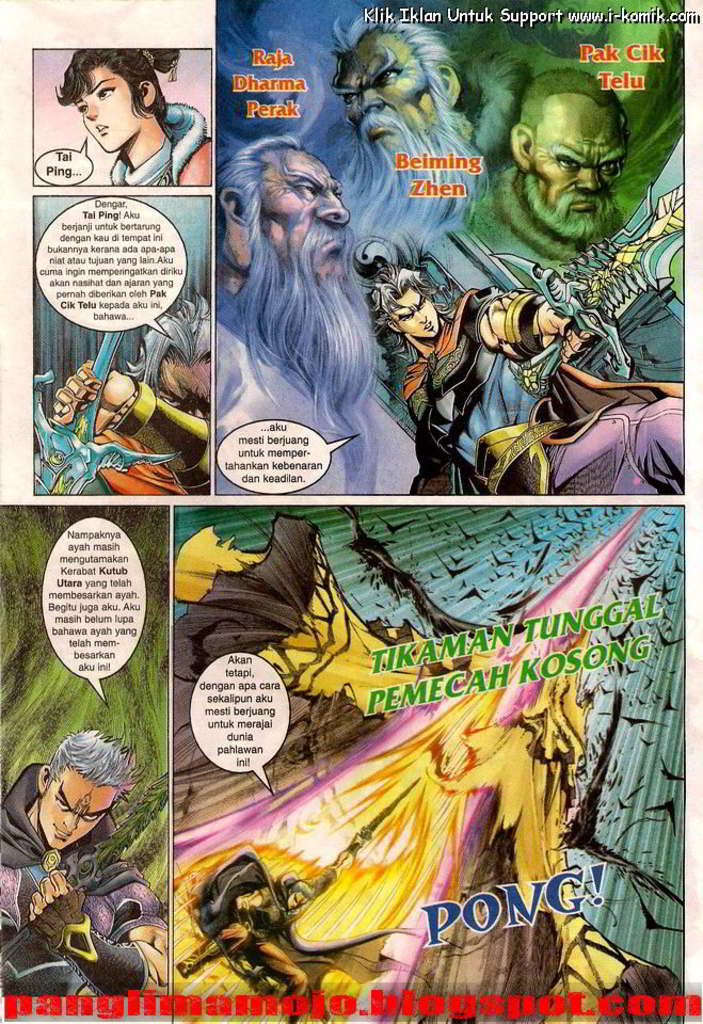 Klik Iklan Untuk Support www.i-komik.com
Tai
Ping...
Raja
Dharma
Perak
Beiming
Zhen
Pak Cik
Telu
Dengar,
Tai Ping! Aku
berjanji untuk bertarung
dengan kau di tempat ini
bukannya kerana ada apa-apa
niat atau tujuan yang lain.Aku
cuma ingin memperingatkan diriku
akan nasihat dan ajaran yang
pernah diberikan oleh Pak
Cik Telu kepada aku ini,
bahawa...
...aku
mesti berjuang
untuk memper-
tahankan kebenaran
dan keadilan.
Nampaknya
ayah masih
mengutamakan
Kerabat Kutub
Utara yang telah
membesarkan ayah.
Begitu juga aku. Aku
masih belum lupa
bahawa ayah yang
telah mem-
besarkan
aku ini!
Akan
tetapi,
dengan apa cara
sekalipun aku
mesti berjuang
untuk merajai
dunia
pahlawan
ini!
TIKAMAN TUNGGAL
PEMECAH KOSONG
PONG!
panglimamojo.blogspot.com